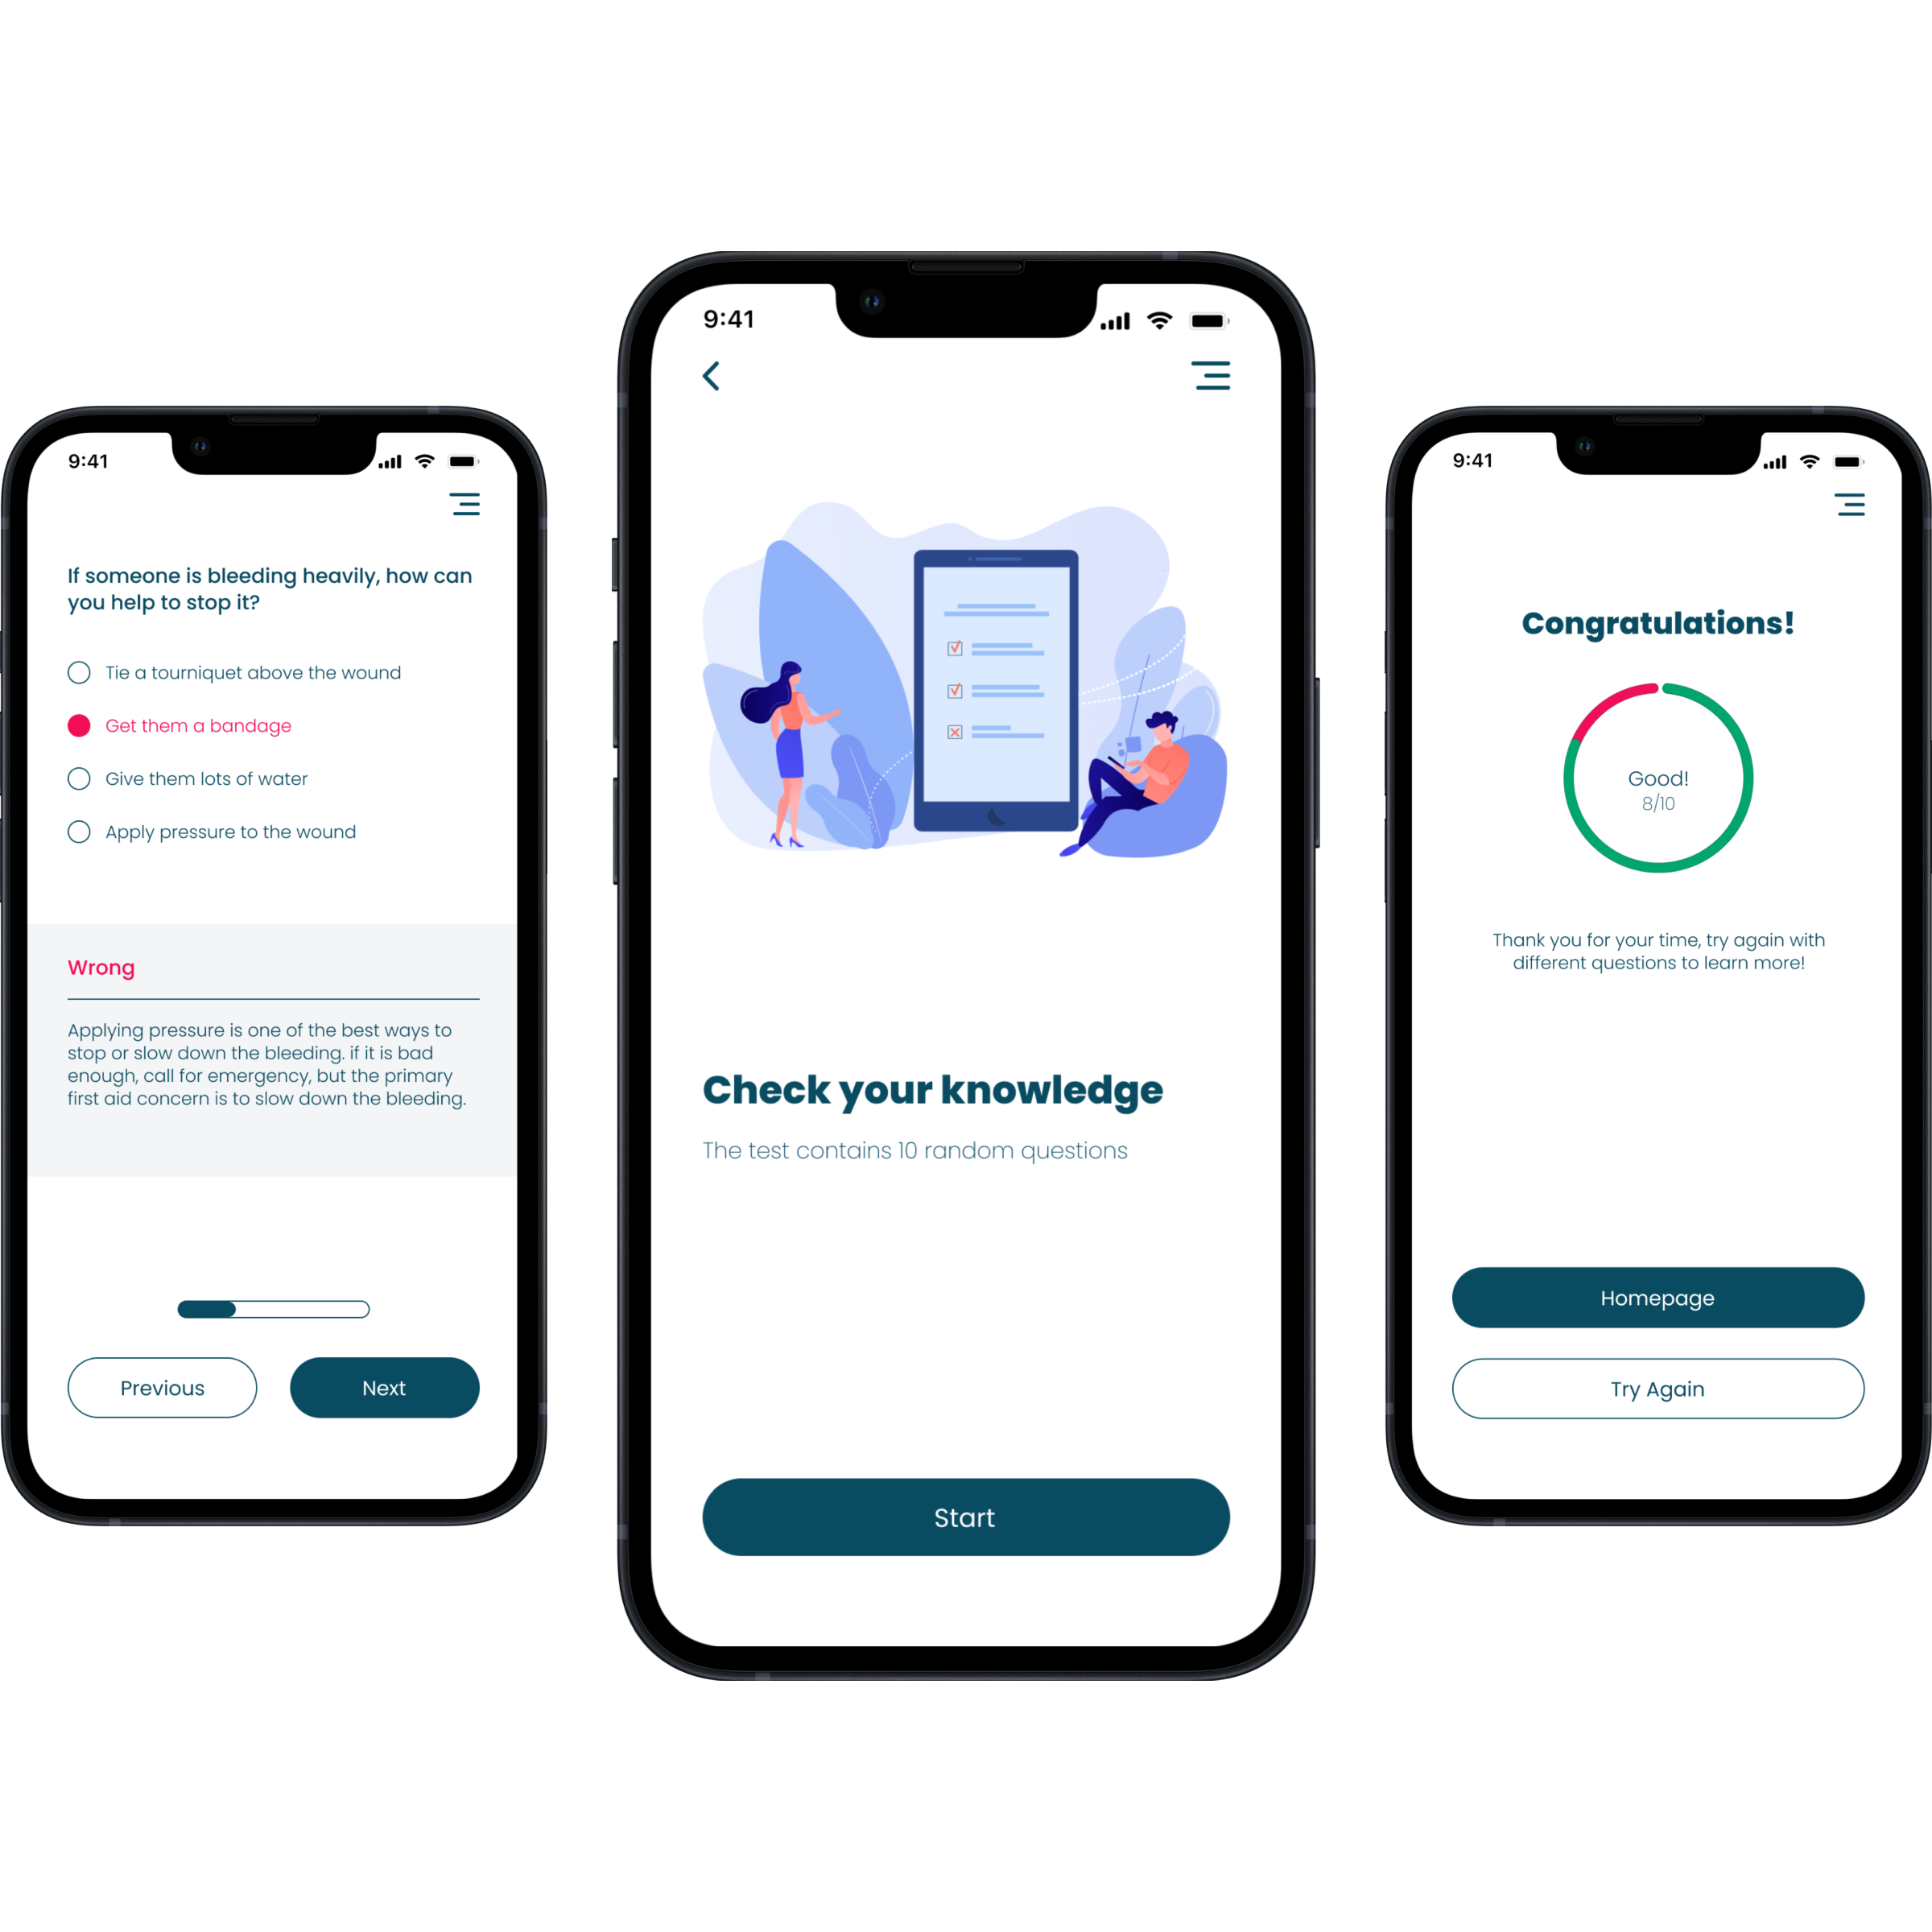 9:41
If someone is bleeding heavily, how can
you help to stop it?
Tie a tourniquet above the wound
Get them a bandage
Give them lots of water
Apply pressure to the wound
Wrong
Applying pressure is one of the best ways to
stop or slow down the bleeding. if it is bad
enough, call for emergency, but the primary
first aid concern is to slow down the bleeding.
Previous
Next
9:41
Check your knowledge
The test contains 10 random questions
Start
9:41
Congratulations!
Good!
8/10
Thank you for your time, try again with
different questions to learn more!
Homepage
Try Again